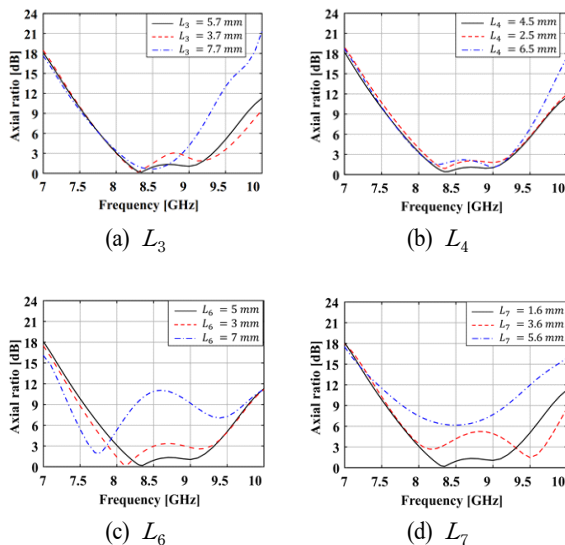 L₃ = 5.7 mm
L₃ = 3.7 mm
L₃ = 7.7 mm
Axial ratio [dB]
24
21
18
15
12
9
6
3
0
7 7.5 8 8.5 9 9.5 10
Frequency [GHz]
(a) L₃
L₄ = 4.5 mm
L₄ = 2.5 mm
L₄ = 6.5 mm
Axial ratio [dB]
24
21
18
15
12
9
6
3
0
7 7.5 8 8.5 9 9.5 10
Frequency [GHz]
(b) L₄
L₆ = 5 mm
L₆ = 3 mm
L₆ = 7 mm
Axial ratio [dB]
24
21
18
15
12
9
6
3
0
7 7.5 8 8.5 9 9.5 10
Frequency [GHz]
(c) L₆
L₇ = 1.6 mm
L₇ = 3.6 mm
L₇ = 5.6 mm
Axial ratio [dB]
24
21
18
15
12
9
6
3
0
7 7.5 8 8.5 9 9.5 10
Frequency [GHz]
(d) L₇